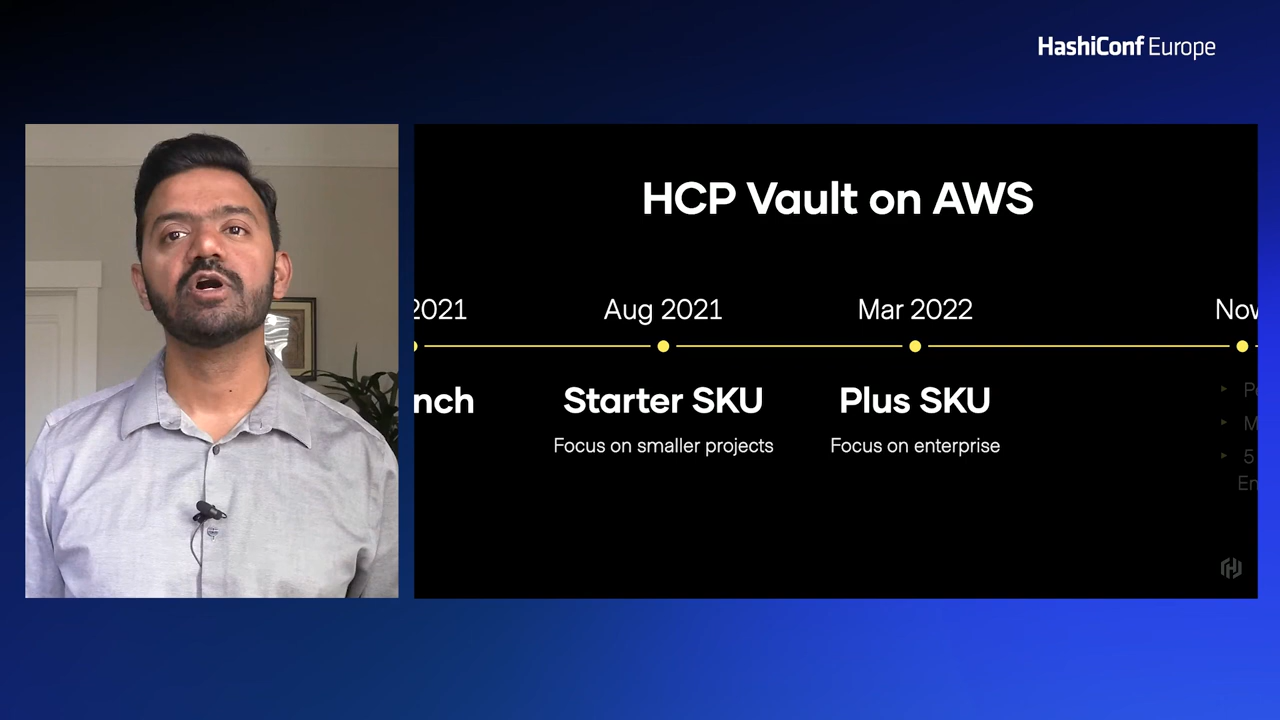 HashiConf Europe
HCP Vault on AWS
2021
Aug 2021
Mar 2022
nch
Starter SKU
Plus SKU
Focus on smaller projects
Focus on enterprise
5